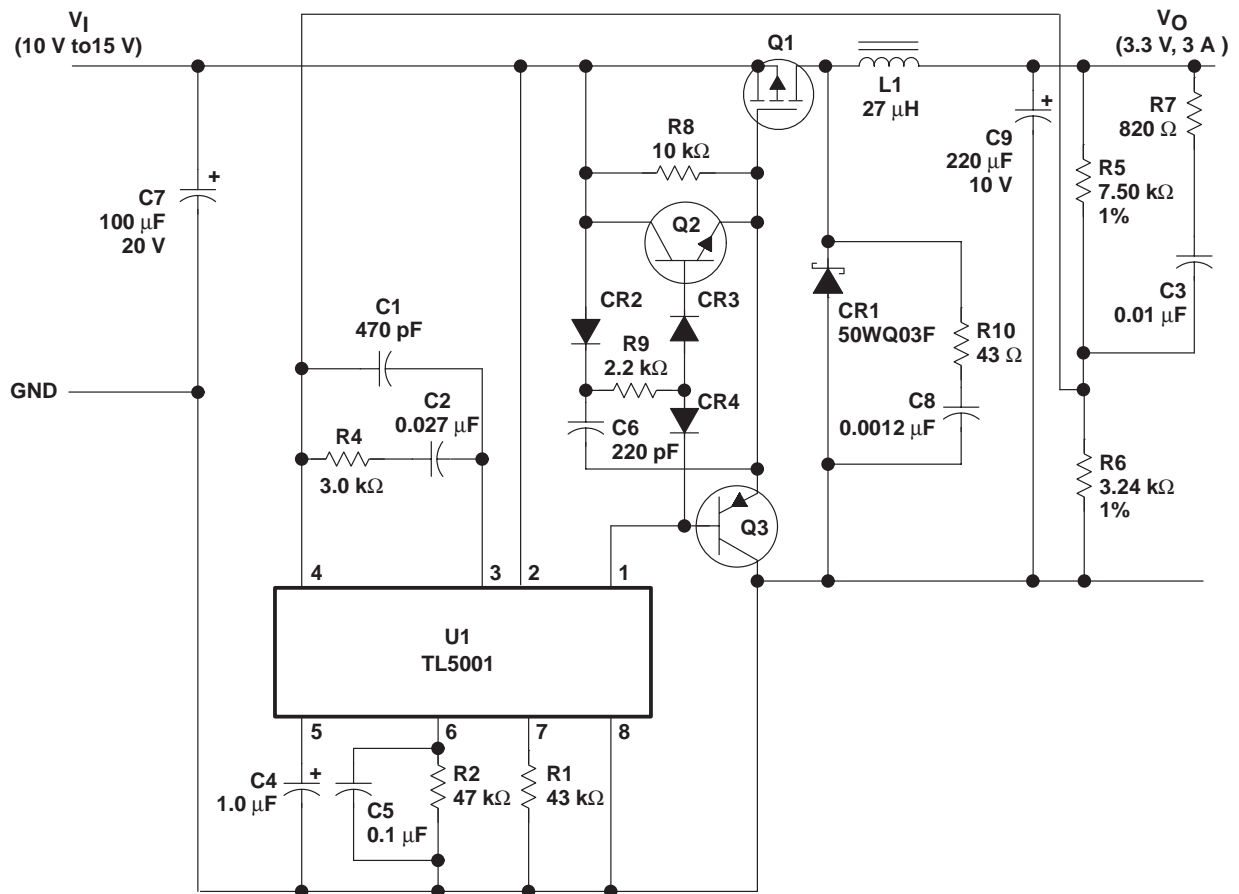 VI
(10 V to15 V)
VO
(3.3 V, 3 A )
Q1
L1
27 μH
R7
820 Ω
R8
10 kΩ
C9
220 μF
10 V
R5
7.50 kΩ
1%
C7
100 μF
20 V
Q2
C3
0.01 μF
CR2
CR3
CR1
50WQ03F
C1
470 pF
R9
2.2 kΩ
R10
43 Ω
GND
C2
0.027 μF
CR4
C8
0.0012 μF
R4
3.0 kΩ
C6
220 pF
R6
3.24 kΩ
1%
Q3
4
3
2
1
U1
TL5001
5
6
7
8
C4
1.0 μF
C5
0.1 μF
R2
47 kΩ
R1
43 kΩ
+
+
+